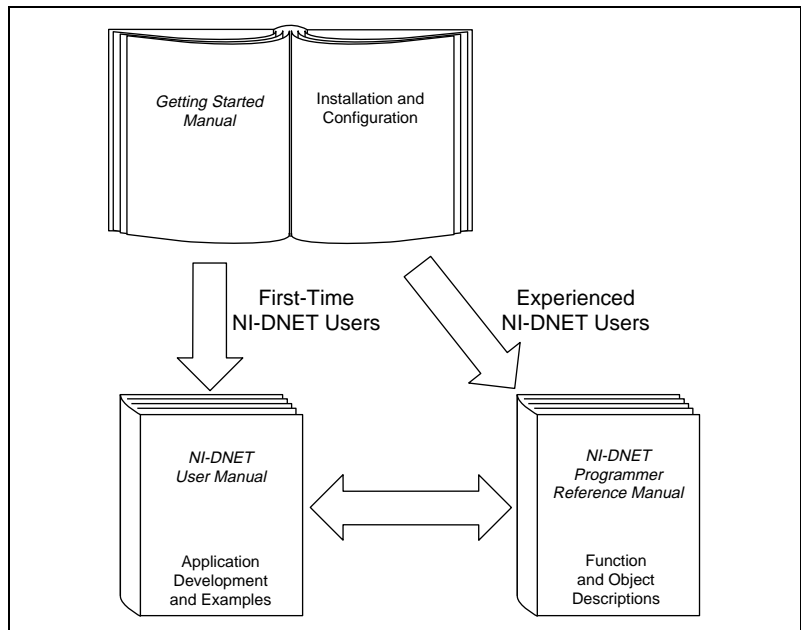 Getting Started
Manual
Installation and
Configuration
First-Time
NI-DNET Users
Experienced
NI-DNET Users
NI-DNET
User Manual
Application
Development
and Examples
NI-DNET
Programmer
Reference Manual
Function
and Object
Descriptions